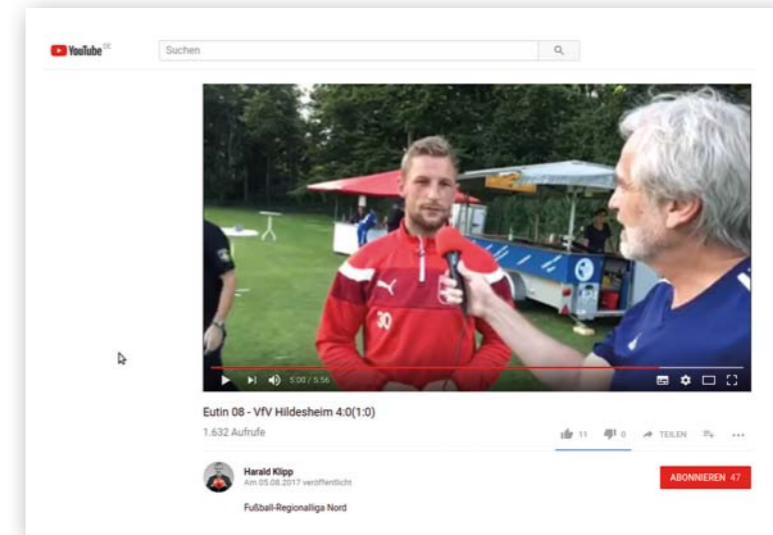 YouTube DE
Suchen
30
5:00 / 5:56
Eutin 08 - VfV Hildesheim 4:0(1:0)
1.632 Aufrufe
11 0 TEILEN
Harald Klipp
Am 05.08.2017 veröffentlicht
ABONNIEREN 47
Fußball-Regionalliga Nord